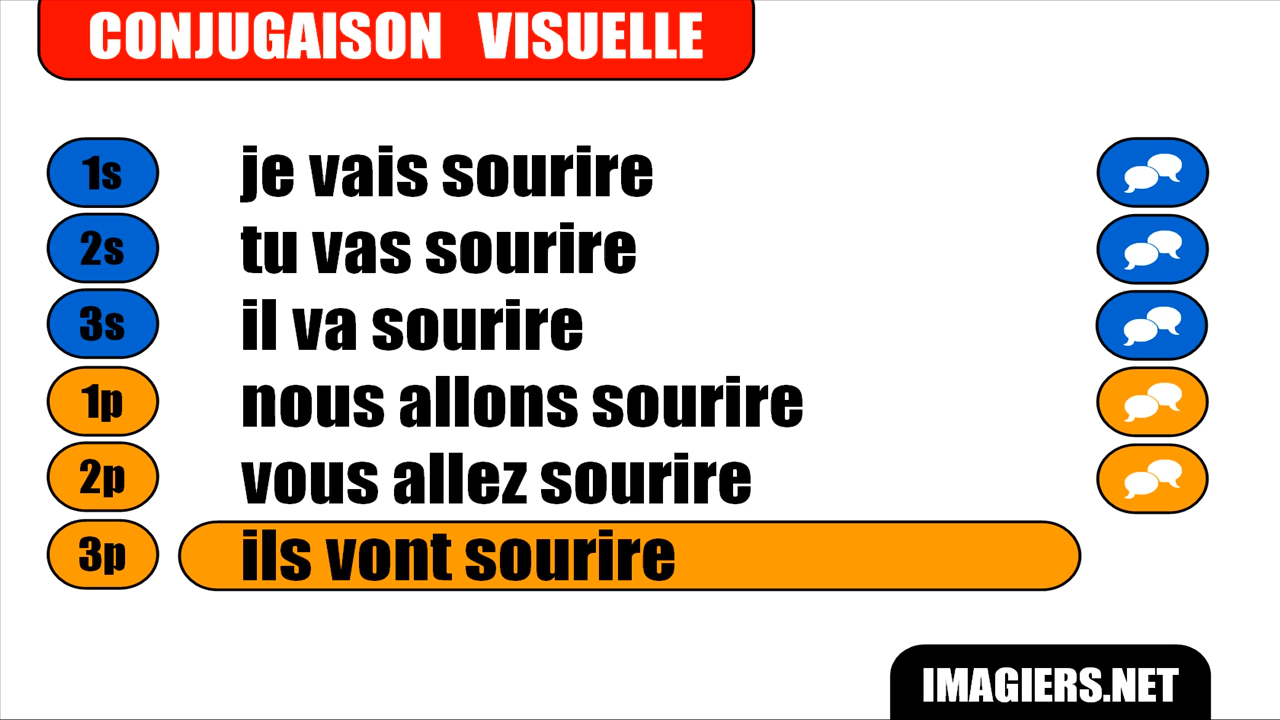 CONJUGAISON VISUELLE
1s je vais sourire
2s tu vas sourire
3s il va sourire
1p nous allons sourire
2p vous allez sourire
3p ils vont sourire
IMAGIERS.NET